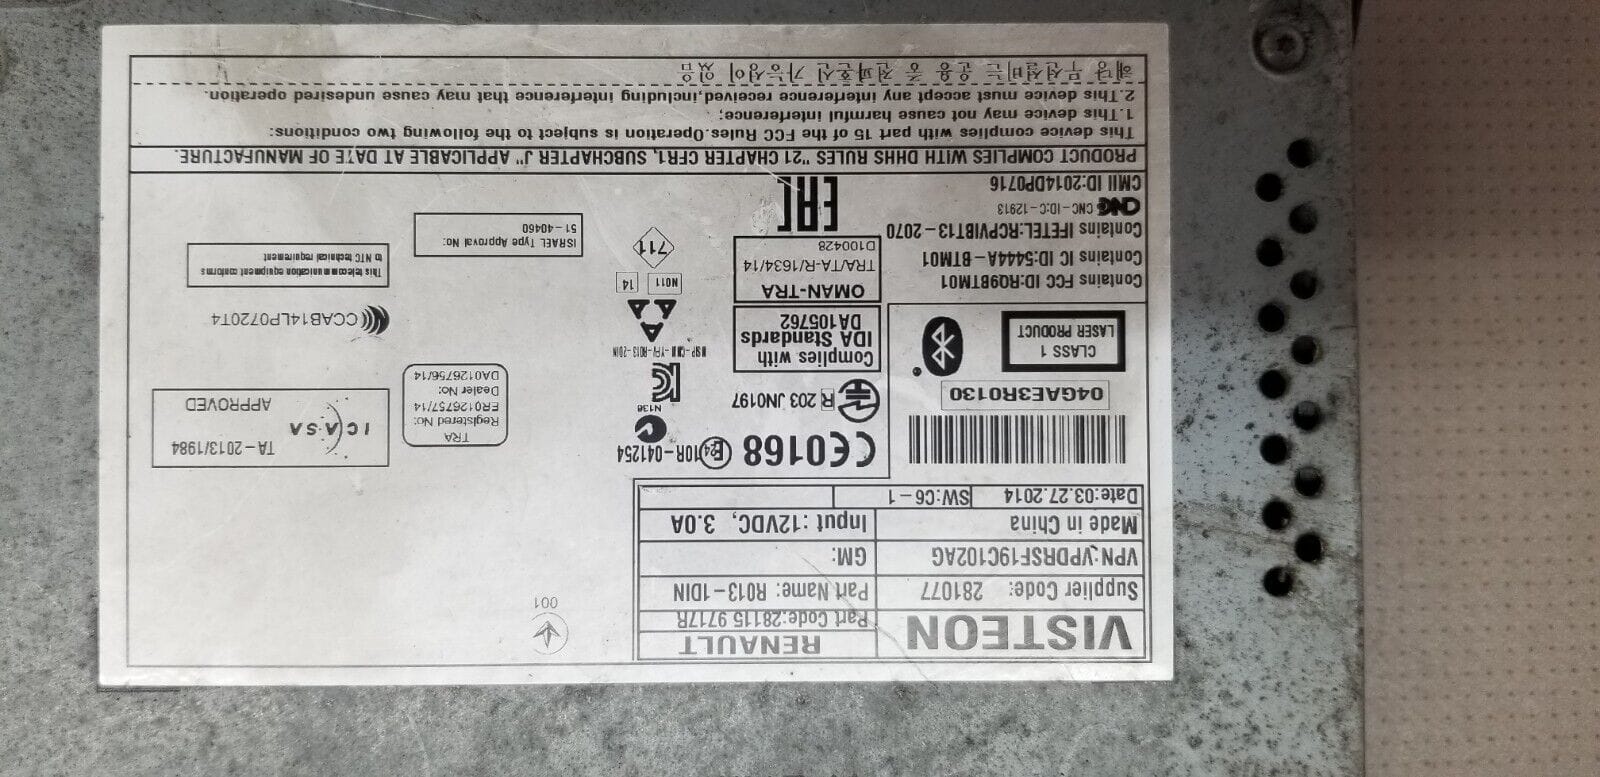 VISTEON
RENAULT
Part Code:28115 9717R
Supplier Code: 281077
Part Name: R013-1DIN
VPN:VPDRSF19C102AG
GM:
Made in China
Input :12VDC, 3.0A
Date:03.27.2014
SW:C6-1
001
04GAE3R0130
CLASS 1
LASER PRODUCT
CE0168
10R-041254
N136
R 203 JN0197
Complies with
IDA Standards
DA105762
OMAN-TRA
TRA/TA-R/1634/14
D100428
N011
14
711
TA-2013/1984
ICASA
APPROVED
TRA
Registered No:
ER0126757/14
Dealer No:
DA0126756/14
CCAB14LP0720T4
This telecommunication equipment conforms
to NTC technical requirement
ISRAEL Type Approval No:
51-40460
Contains FCC ID:RQ9BTM01
Contains IC ID:5444A-BTM01
Contains IFETEL:RCPVIBT13-2070
CNC CNC-ID:C-12913
CMII ID:2014DP0716
EAC
PRODUCT COMPLIES WITH DHHS RULES "21 CHAPTER CFR1, SUBCHAPTER J" APPLICABLE AT DATE OF MANUFACTURE.
This device complies with part 15 of the FCC Rules.Operation is subject to the following two conditions:
1.This device may not cause harmful interference;
2.This device must accept any interference received,including interference that may cause undesired operation.
해당 무선설비는 운용 중 전파혼신 가능성이
있음